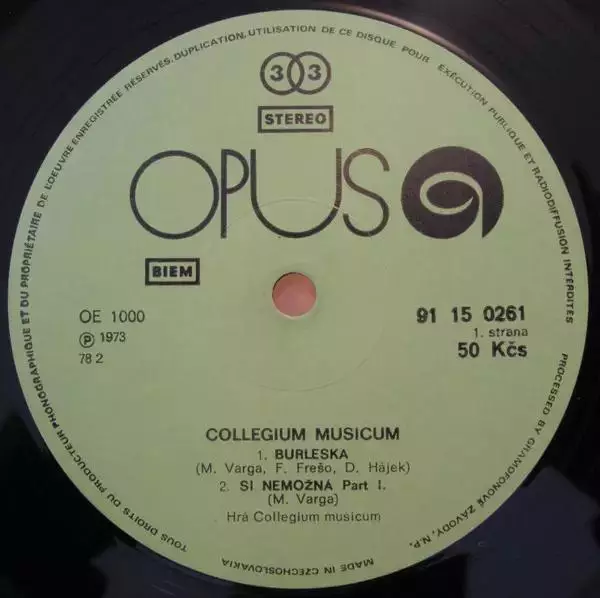 TOUS DROITS DU PRODUCTEUR PHONOGRAPHIQUE ET DU PROPRIÉTAIRE DE L'OEUVRE ENREGISTRÉE RÉSERVÉS. DUPLICATION, UTILISATION DE CE DISQUE POUR EXÉCUTION PUBLIQUE ET RADIODIFFUSION INTERDITES
33
STEREO
OPUS
BIEM
OE 1000
Ⓟ 1973
78 2
91 15 0261
1. strana
50 Kčs
COLLEGIUM MUSICUM
1. BURLESKA
(M. Varga, F. Frešo, D. Hájek)
2. SI NEMOŽNÁ Part I.
(M. Varga)
Hrá Collegium musicum
PROCESSED BY GRAMOFONOVÉ ZÁVODY, N.P.
MADE IN CZECHOSLOVAKIA